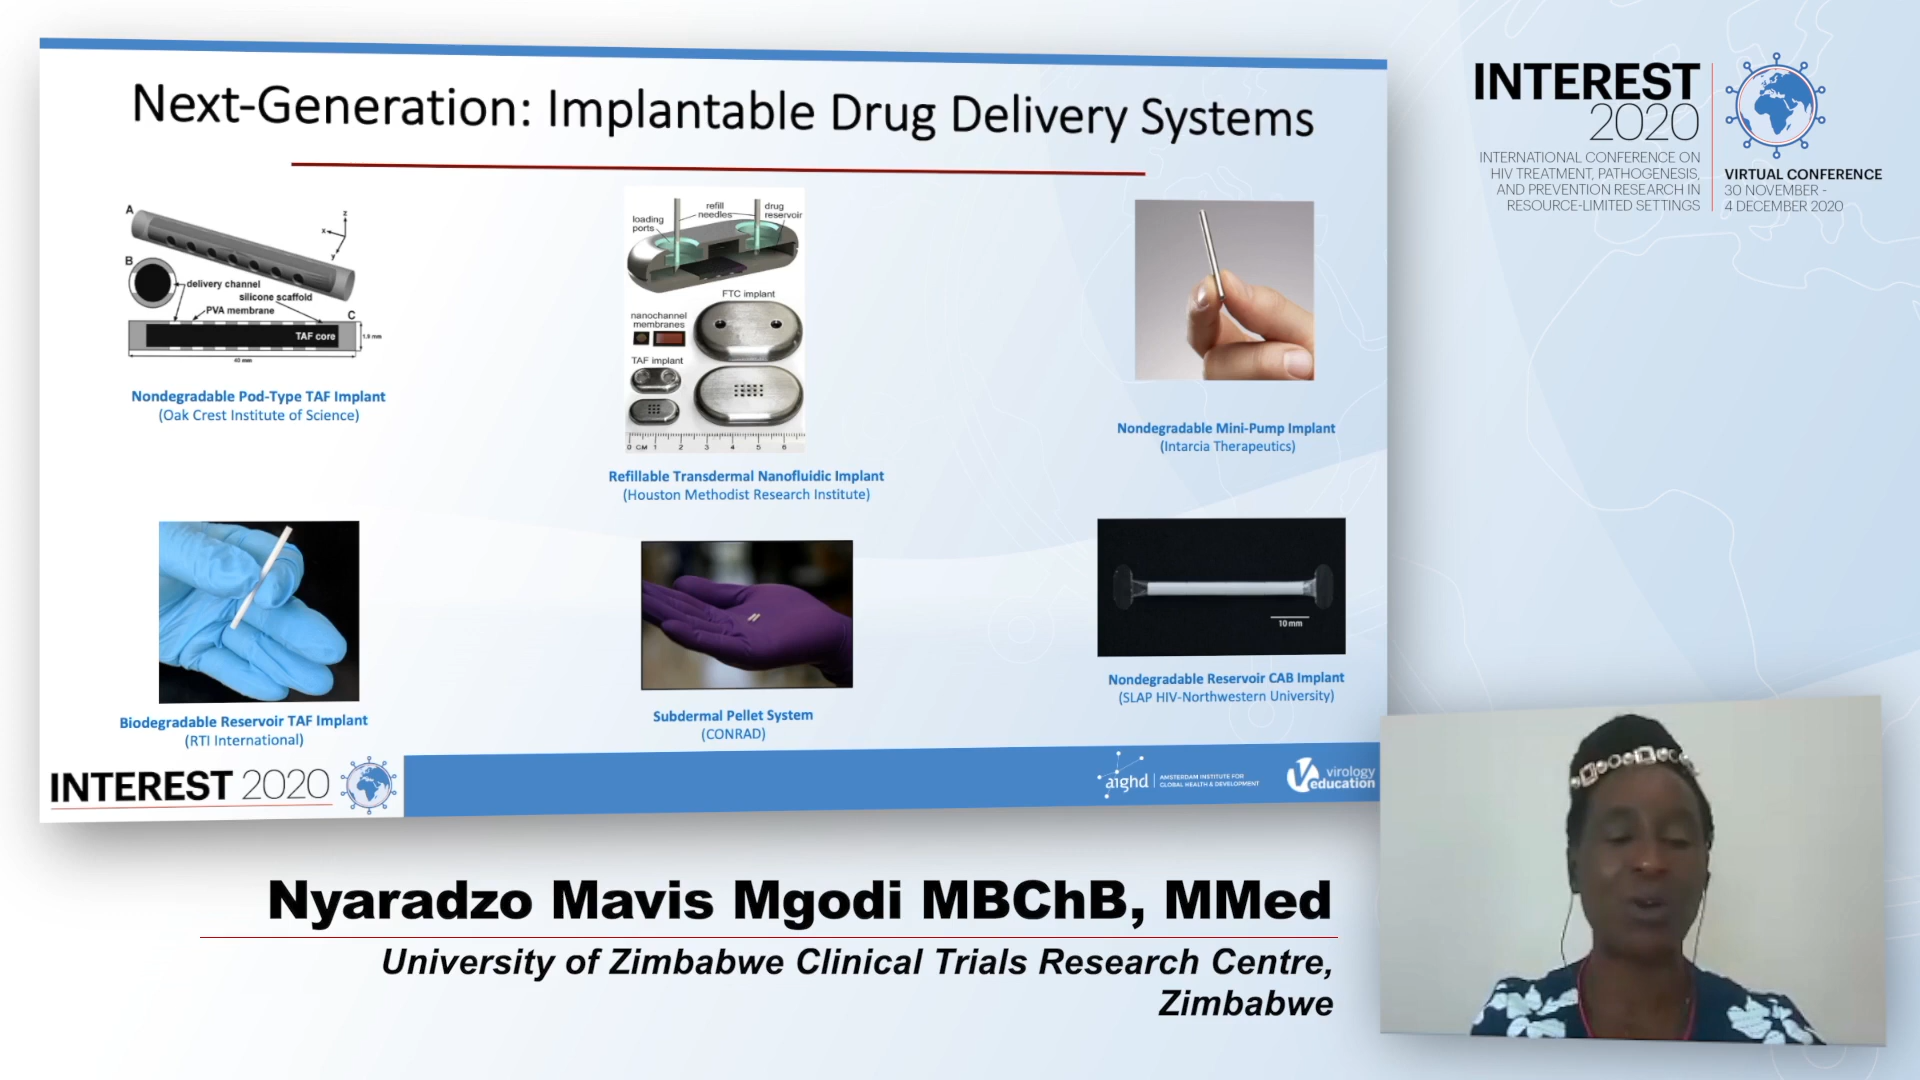 Next-Generation: Implantable Drug Delivery Systems
A
z
x
y
B
delivery channel
silicone scaffold
PVA membrane
C
TAF core
1.5 mm
40 mm
Nondegradable Pod-Type TAF Implant
(Oak Crest Institute of Science)
refill
needles
drug
reservoir
loading
ports
FTC implant
nanochannel
membranes
TAF implant
0 CM 1 2 3 4 5 6
Refillable Transdermal Nanofluidic Implant
(Houston Methodist Research Institute)
Nondegradable Mini-Pump Implant
(Intarcia Therapeutics)
Biodegradable Reservoir TAF Implant
(RTI International)
Subdermal Pellet System
(CONRAD)
10 mm
Nondegradable Reservoir CAB Implant
(SLAP HIV-Northwestern University)
INTEREST 2020
aighd
AMSTERDAM INSTITUTE FOR
GLOBAL HEALTH & DEVELOPMENT
virology
education
INTEREST
2020
INTERNATIONAL CONFERENCE ON
HIV TREATMENT, PATHOGENESIS,
AND PREVENTION RESEARCH IN
RESOURCE-LIMITED SETTINGS
VIRTUAL CONFERENCE
30 NOVEMBER -
4 DECEMBER 2020
Nyaradzo Mavis Mgodi MBChB, MMed
University of Zimbabwe Clinical Trials Research Centre,
Zimbabwe